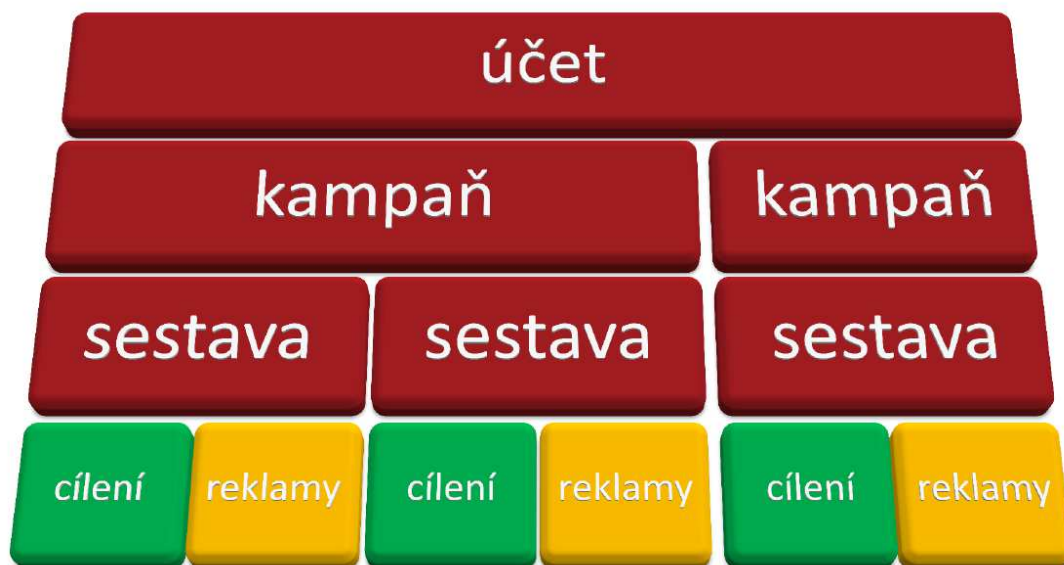 účet
kampaň kampaň
sestava sestava sestava
cílení reklamy cílení reklamy cílení reklamy